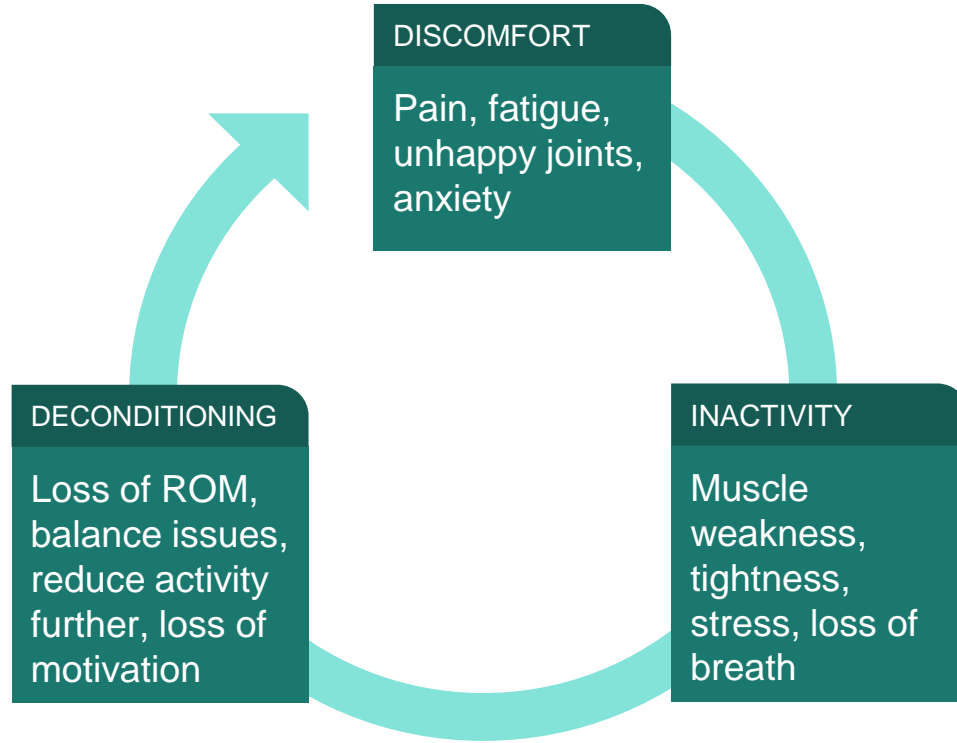 DISCOMFORT
Pain, fatigue,
unhappy joints,
anxiety
INACTIVITY
Muscle
weakness,
tightness,
stress, loss of
breath
DECONDITIONING
Loss of ROM,
balance issues,
reduce activity
further, loss of
motivation